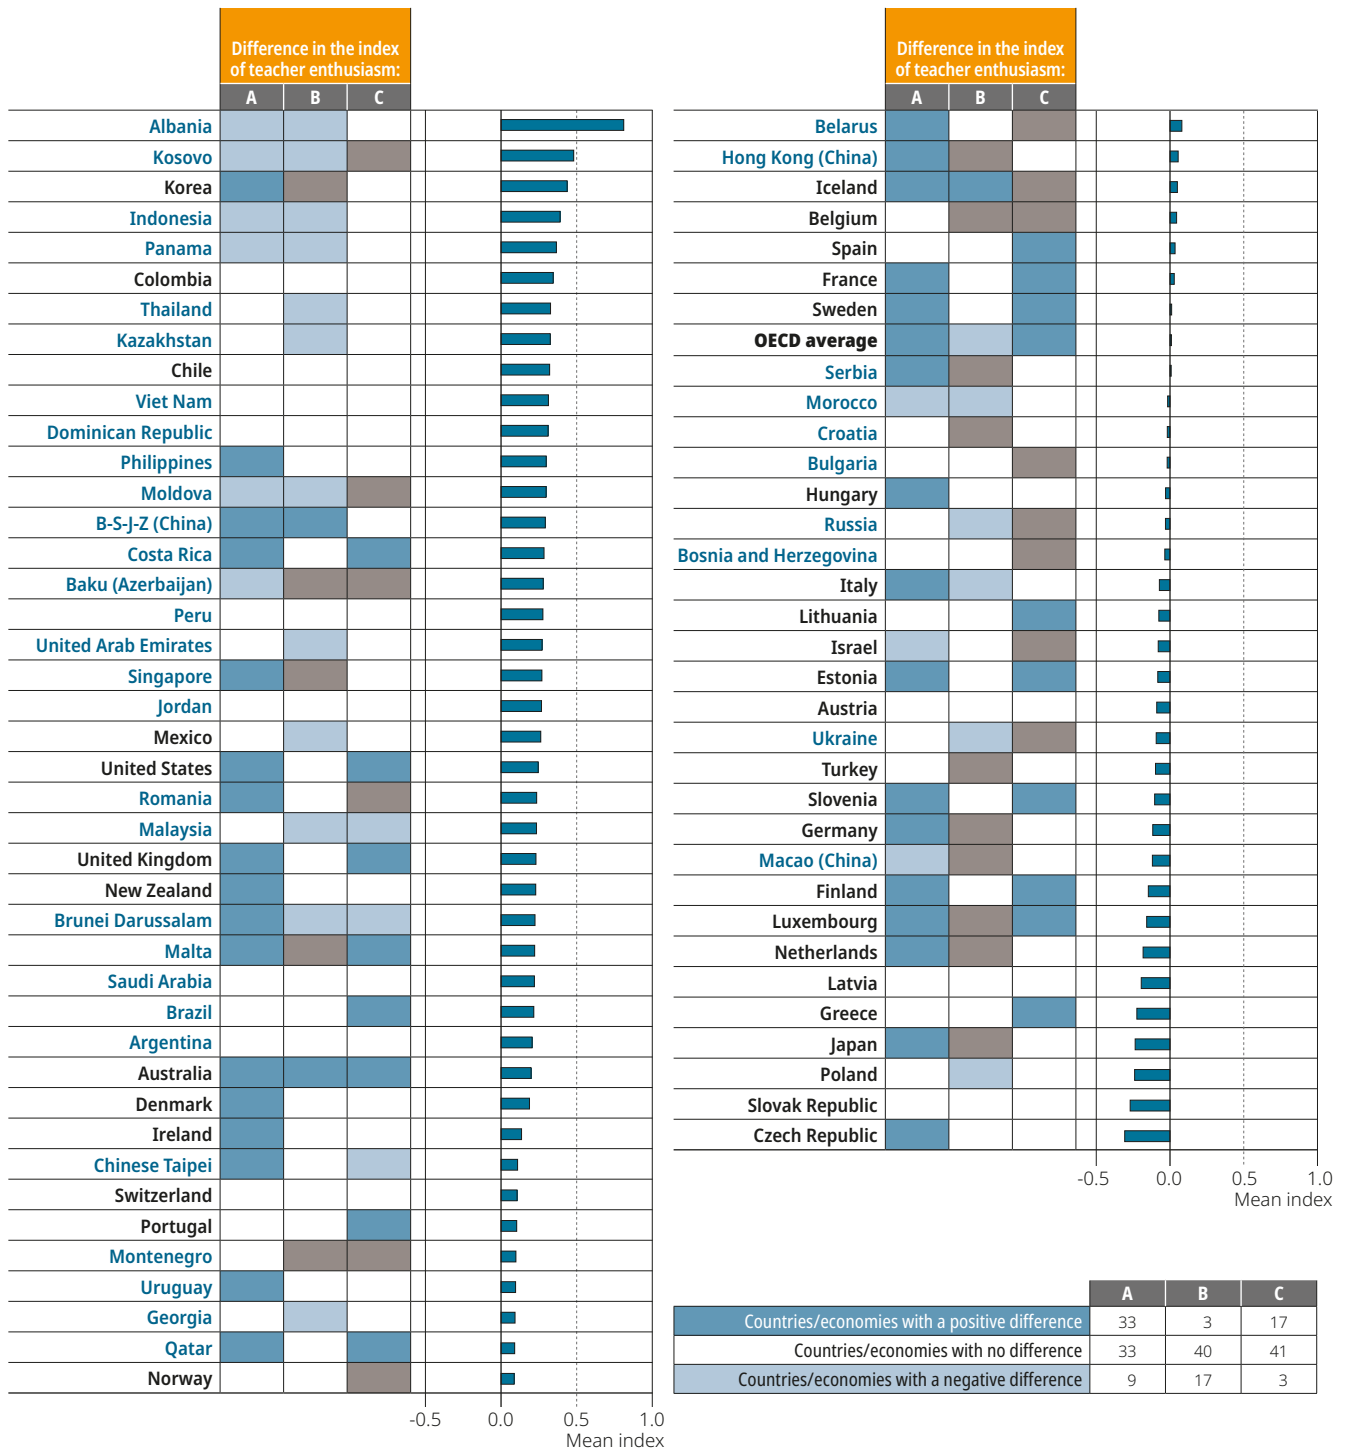 Difference in the index
of teacher enthusiasm:
A B C
Albania
Kosovo
Korea
Indonesia
Panama
Colombia
Thailand
Kazakhstan
Chile
Viet Nam
Dominican Republic
Philippines
Moldova
B-S-J-Z (China)
Costa Rica
Baku (Azerbaijan)
Peru
United Arab Emirates
Singapore
Jordan
Mexico
United States
Romania
Malaysia
United Kingdom
New Zealand
Brunei Darussalam
Malta
Saudi Arabia
Brazil
Argentina
Australia
Denmark
Ireland
Chinese Taipei
Switzerland
Portugal
Montenegro
Uruguay
Georgia
Qatar
Norway
-0.5 0.0 0.5 1.0
Mean index
Difference in the index
of teacher enthusiasm:
A B C
Belarus
Hong Kong (China)
Iceland
Belgium
Spain
France
Sweden
OECD average
Serbia
Morocco
Croatia
Bulgaria
Hungary
Russia
Bosnia and Herzegovina
Italy
Lithuania
Israel
Estonia
Austria
Ukraine
Turkey
Slovenia
Germany
Macao (China)
Finland
Luxembourg
Netherlands
Latvia
Greece
Japan
Poland
Slovak Republic
Czech Republic
-0.5 0.0 0.5 1.0
Mean index
A B C
Countries/economies with a positive difference 33 3 17
Countries/economies with no difference 33 40 41
Countries/economies with a negative difference 9 17 3